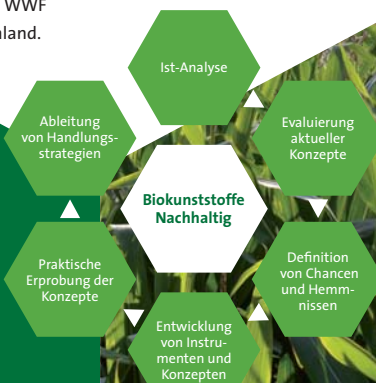 WWF
nland.
Ist-Analyse
Evaluierung
aktueller
Konzepte
Definition
von Chancen
und Hemm-
nissen
Entwicklung
von Instru-
menten und
Konzepten
Praktische
Erprobung der
Konzepte
Ableitung
von Handlungs-
strategien
Biokunststoffe
Nachhaltig